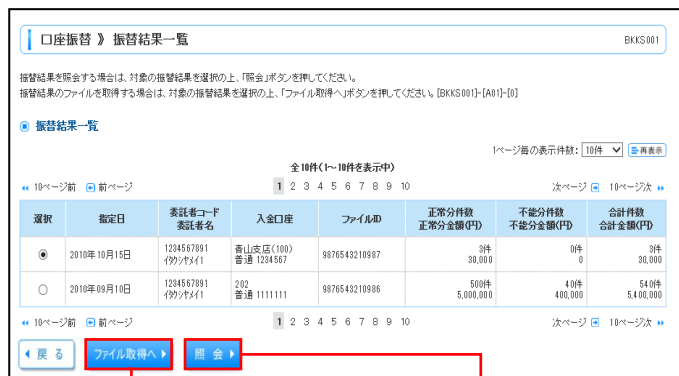 口座振替 》 振替結果一覧
BKKS001
振替結果を照会する場合は、対象の振替結果を選択の上、「照会」ボタンを押してください。
振替結果のファイルを取得する場合は、対象の振替結果を選択の上、「ファイル取得へ」ボタンを押してください。[BKKS001]-[A01]-[0]
振替結果一覧
1ページ毎の表示件数: 10件 再表示
全10件(1～10件を表示中)
10ページ前 前ページ 1 2 3 4 5 6 7 8 9 10 次ページ 10ページ次
選択 指定日 委託者コード 委託者名 入金口座 ファイルID 正常分件数 正常分金額(円) 不能分件数 不能分金額(円) 合計件数 合計金額(円)
2010年10月15日 1234567891 イタクシヤメイ1 香山支店(100) 普通 1234567 9876543210987 3件 30,000 0件 0 3件 30,000
2010年09月10日 1234567891 イタクシヤメイ1 202 普通 1111111 9876543210986 500件 5,000,000 40件 400,000 540件 5,400,000
10ページ前 前ページ 1 2 3 4 5 6 7 8 9 10 次ページ 10ページ次
戻 る ファイル取得へ 照 会